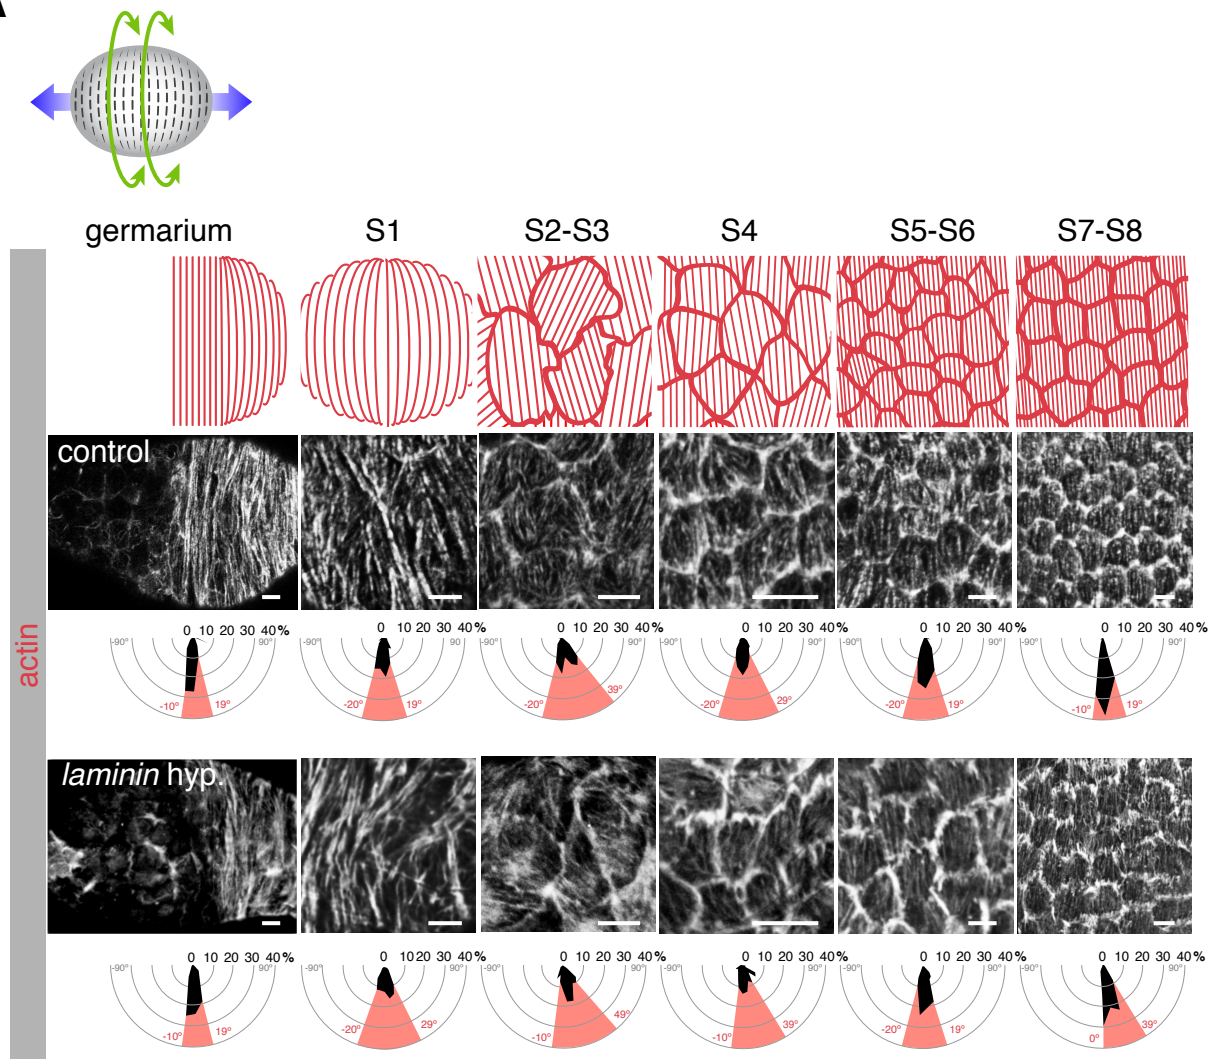 A
germarium S1 S2-S3 S4 S5-S6 S7-S8
actin
control
0 10 20 30 40 % 0 10 20 30 40 % 0 10 20 30 40 % 0 10 20 30 40 % 0 10 20 30 40 % 0 10 20 30 40 %
-90° 90° -90° 90° -90° 90° -90° 90° -90° 90° -90° 90°
-10° 19° -20° 19° -20° 39° -20° 29° -20° 19° -10° 19°
laminin hyp.
0 10 20 30 40 % 0 10 20 30 40 % 0 10 20 30 40 % 0 10 20 30 40 % 0 10 20 30 40 % 0 10 20 30 40 %
-90° 90° -90° 90° -90° 90° -90° 90° -90° 90° -90° 90°
-10° 19° -20° 29° -10° 49° -10° 39° -20° 19° 0° 39°